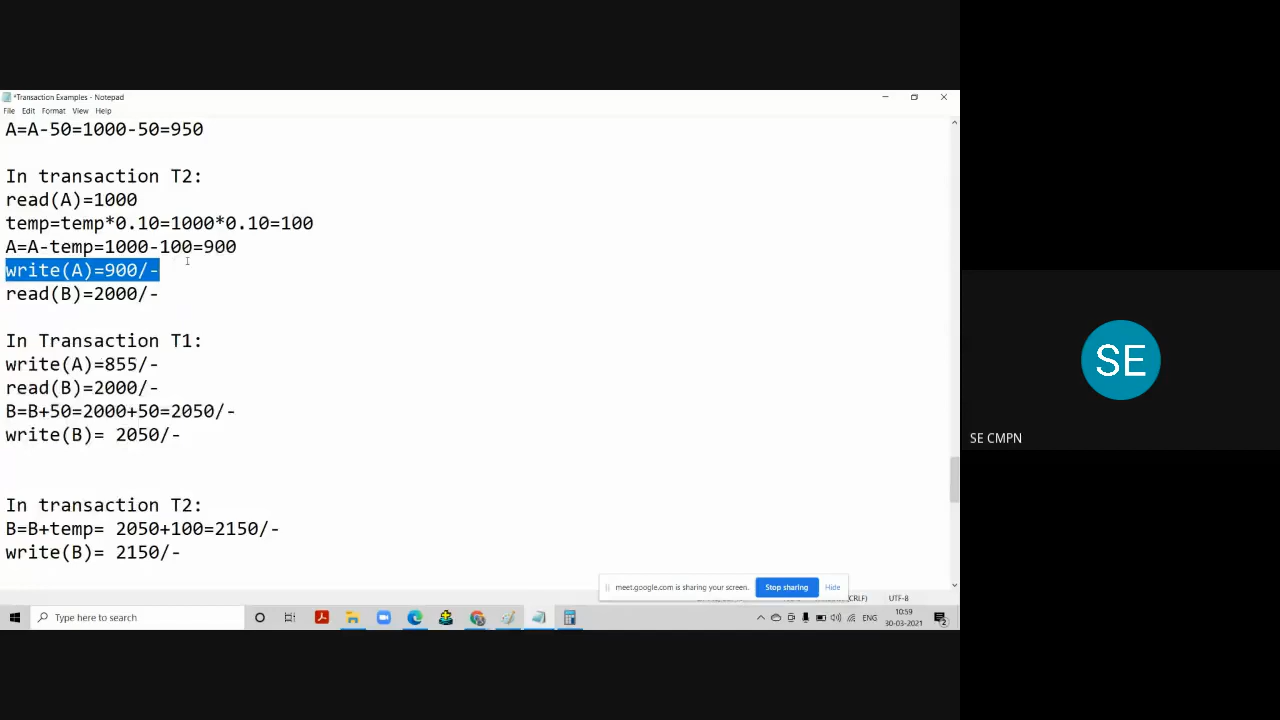 *Transaction Examples - Notepad
File Edit Format View Help
A=A-50=1000-50=950
In transaction T2:
read(A)=1000
temp=temp*0.10=1000*0.10=100
A=A-temp=1000-100=900
write(A)=900/-
read(B)=2000/-
In Transaction T1:
write(A)=855/-
read(B)=2000/-
B=B+50=2000+50=2050/-
write(B)= 2050/-
In transaction T2:
B=B+temp= 2050+100=2150/-
write(B)= 2150/-
meet.google.com is sharing your screen. Stop sharing Hide
(CRLF) UTF-8
Type here to search
ENG
10:59
30-03-2021
2
SE
SE CMPN